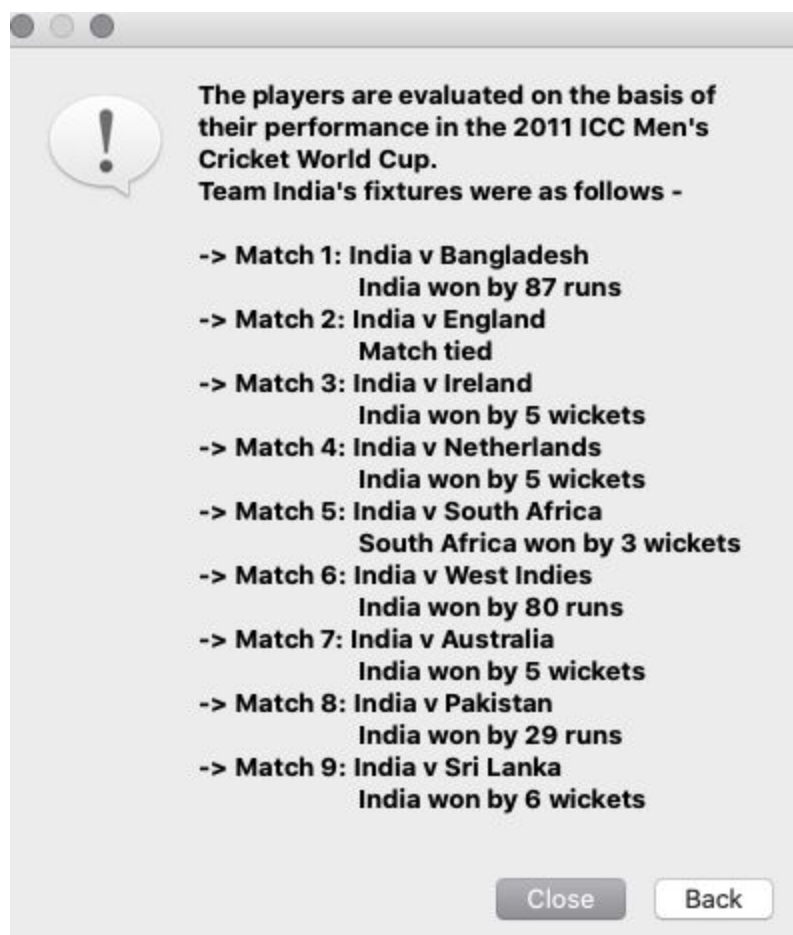 The players are evaluated on the basis of
their performance in the 2011 ICC Men's
Cricket World Cup.
Team India's fixtures were as follows -
-> Match 1: India v Bangladesh
India won by 87 runs
-> Match 2: India v England
Match tied
-> Match 3: India v Ireland
India won by 5 wickets
-> Match 4: India v Netherlands
India won by 5 wickets
-> Match 5: India v South Africa
South Africa won by 3 wickets
-> Match 6: India v West Indies
India won by 80 runs
-> Match 7: India v Australia
India won by 5 wickets
-> Match 8: India v Pakistan
India won by 29 runs
-> Match 9: India v Sri Lanka
India won by 6 wickets
Close Back